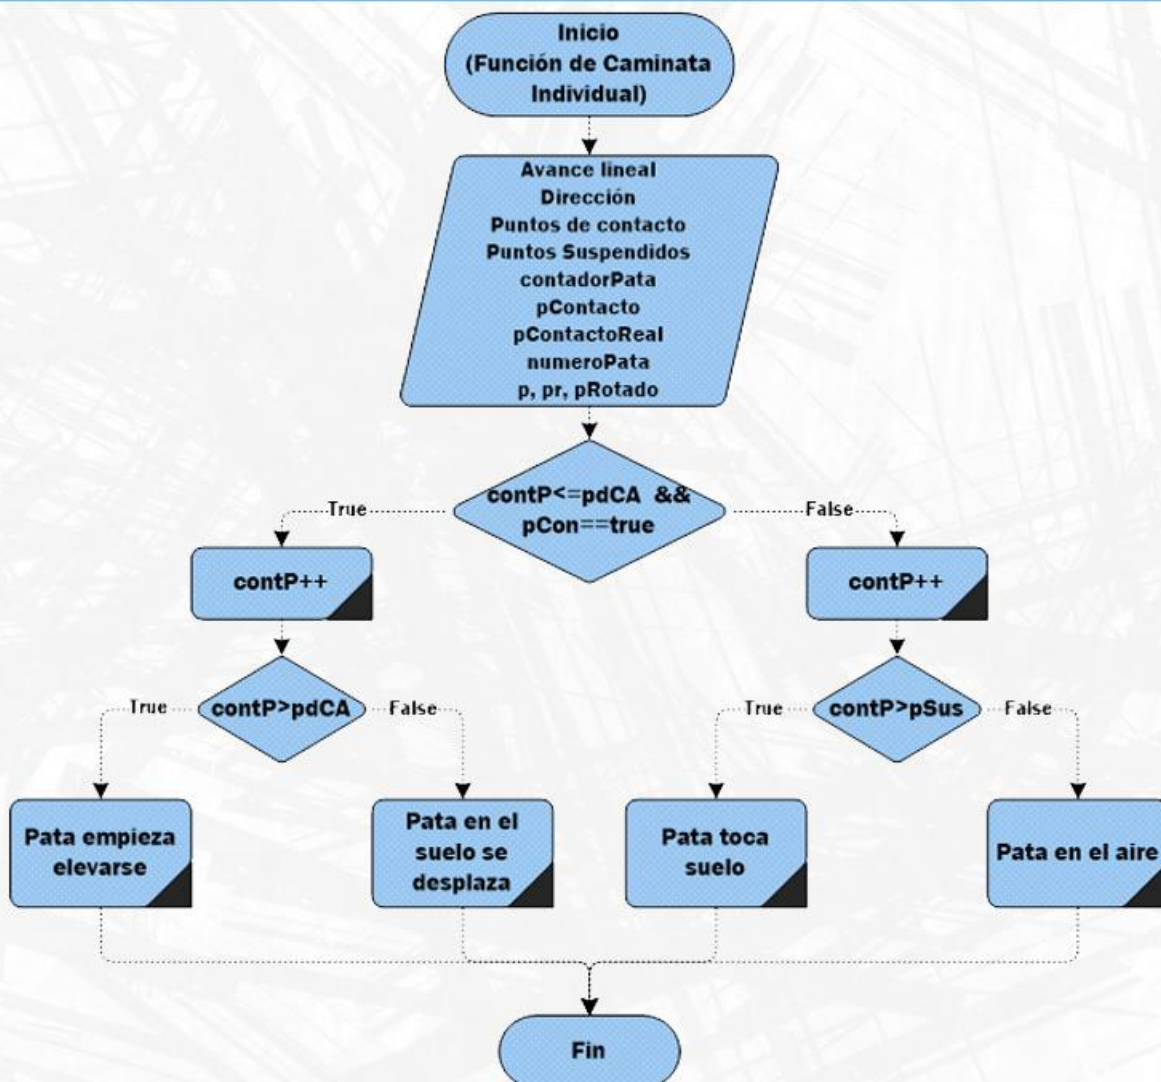 Inicio
(Función de Caminata
Individual)
Avance lineal
Dirección
Puntos de contacto
Puntos Suspendidos
contadorPata
pContacto
pContactoReal
numeroPata
p, pr, pRotado
contP<=pdCA &&
pCon==true
True
False
contP++
contP++
contP>pdCA
True
False
contP>pSus
True
False
Pata empieza
elevarse
Pata en el
suelo se
desplaza
Pata toca
suelo
Pata en el aire
Fin